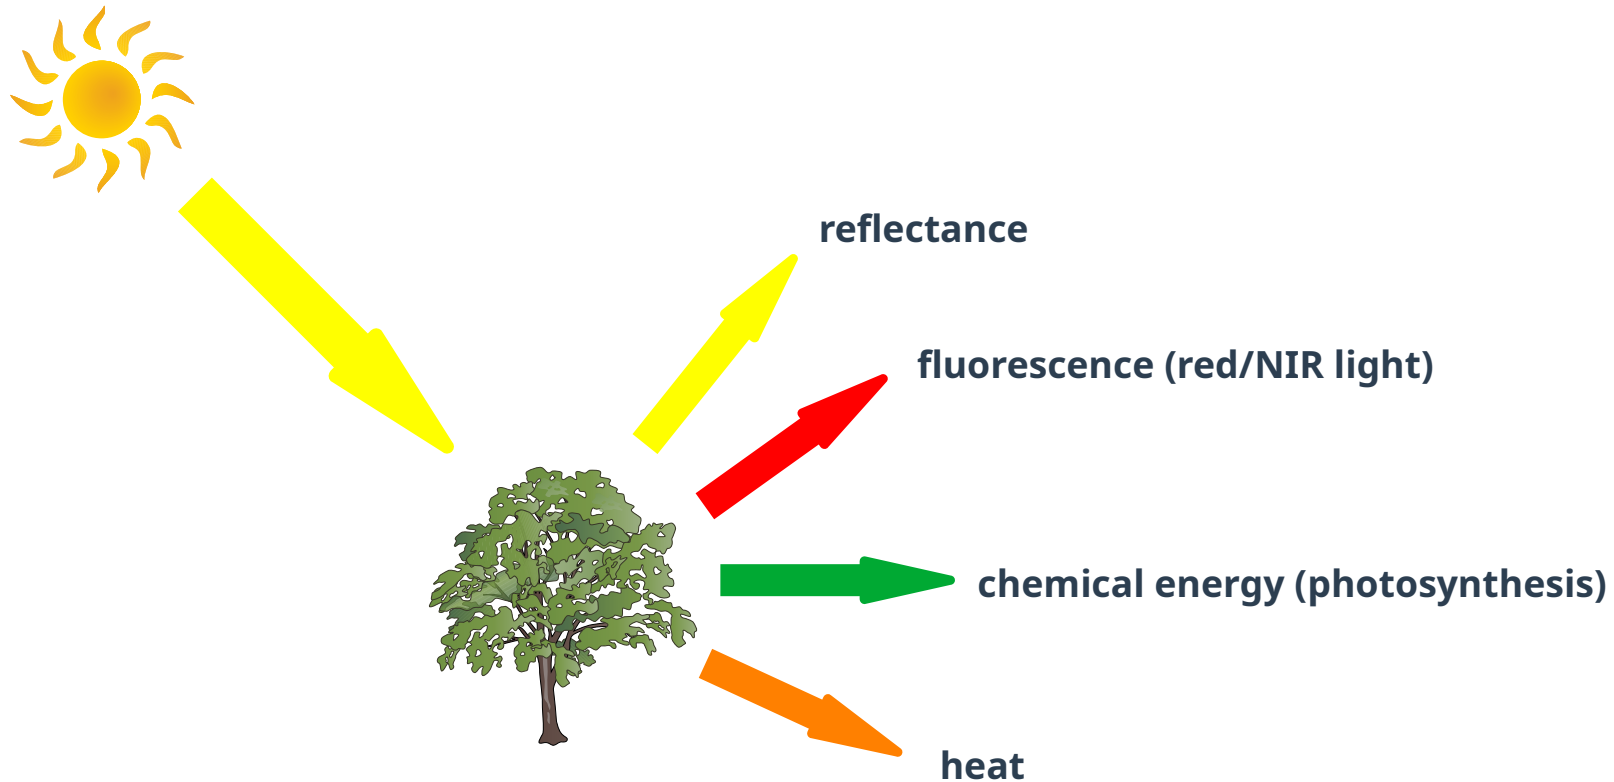 reflectance
fluorescence (red/NIR light)
chemical energy (photosynthesis)
heat